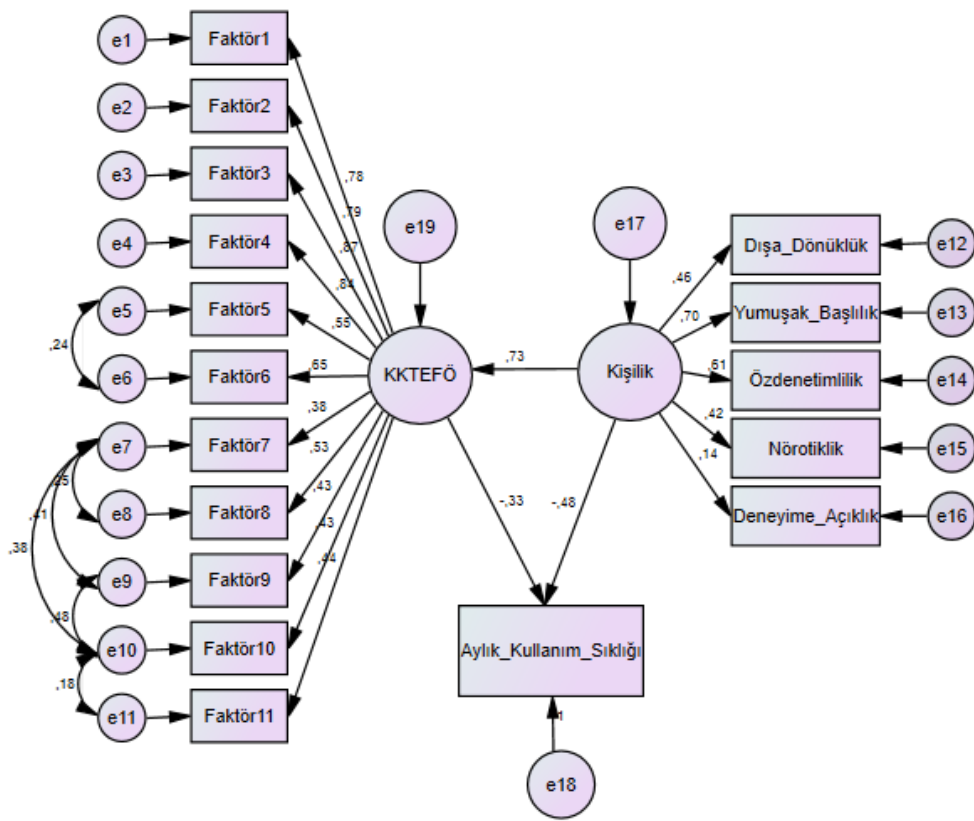 e1
Faktör1
e2
Faktör2
e3
Faktör3
e4
Faktör4
e5
Faktör5
e6
Faktör6
e7
Faktör7
e8
Faktör8
e9
Faktör9
e10
Faktör10
e11
Faktör11
,24
,25
,41
,38
,48
,18
,78
,79
,87
,84
,55
,65
,38
,53
,43
,43
,44
e19
KKTEFÖ
,73
e17
Kişilik
,46
,70
,61
,42
,14
Dışa_Dönüklük
e12
Yumuşak_Başlılık
e13
Özdenetimlilik
e14
Nörotiklik
e15
Deneyime_Açıklık
e16
-,33
-,48
Aylık_Kullanım_Sıklığı
1
e18